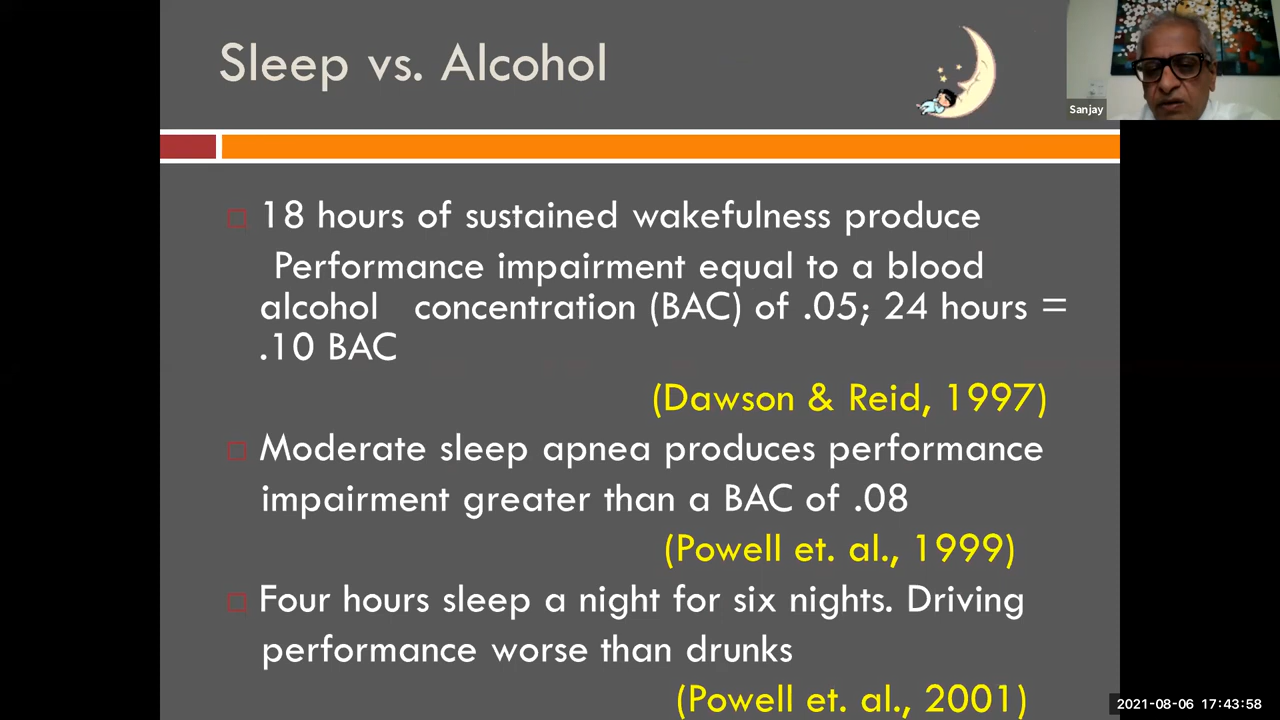 Sleep vs. Alcohol
Sanjay
18 hours of sustained wakefulness produce
Performance impairment equal to a blood
alcohol concentration (BAC) of .05; 24 hours =
.10 BAC
(Dawson & Reid, 1997)
Moderate sleep apnea produces performance
impairment greater than a BAC of .08
(Powell et. al., 1999)
Four hours sleep a night for six nights. Driving
performance worse than drunks
(Powell et. al., 2001)
2021-08-06 17:43:58